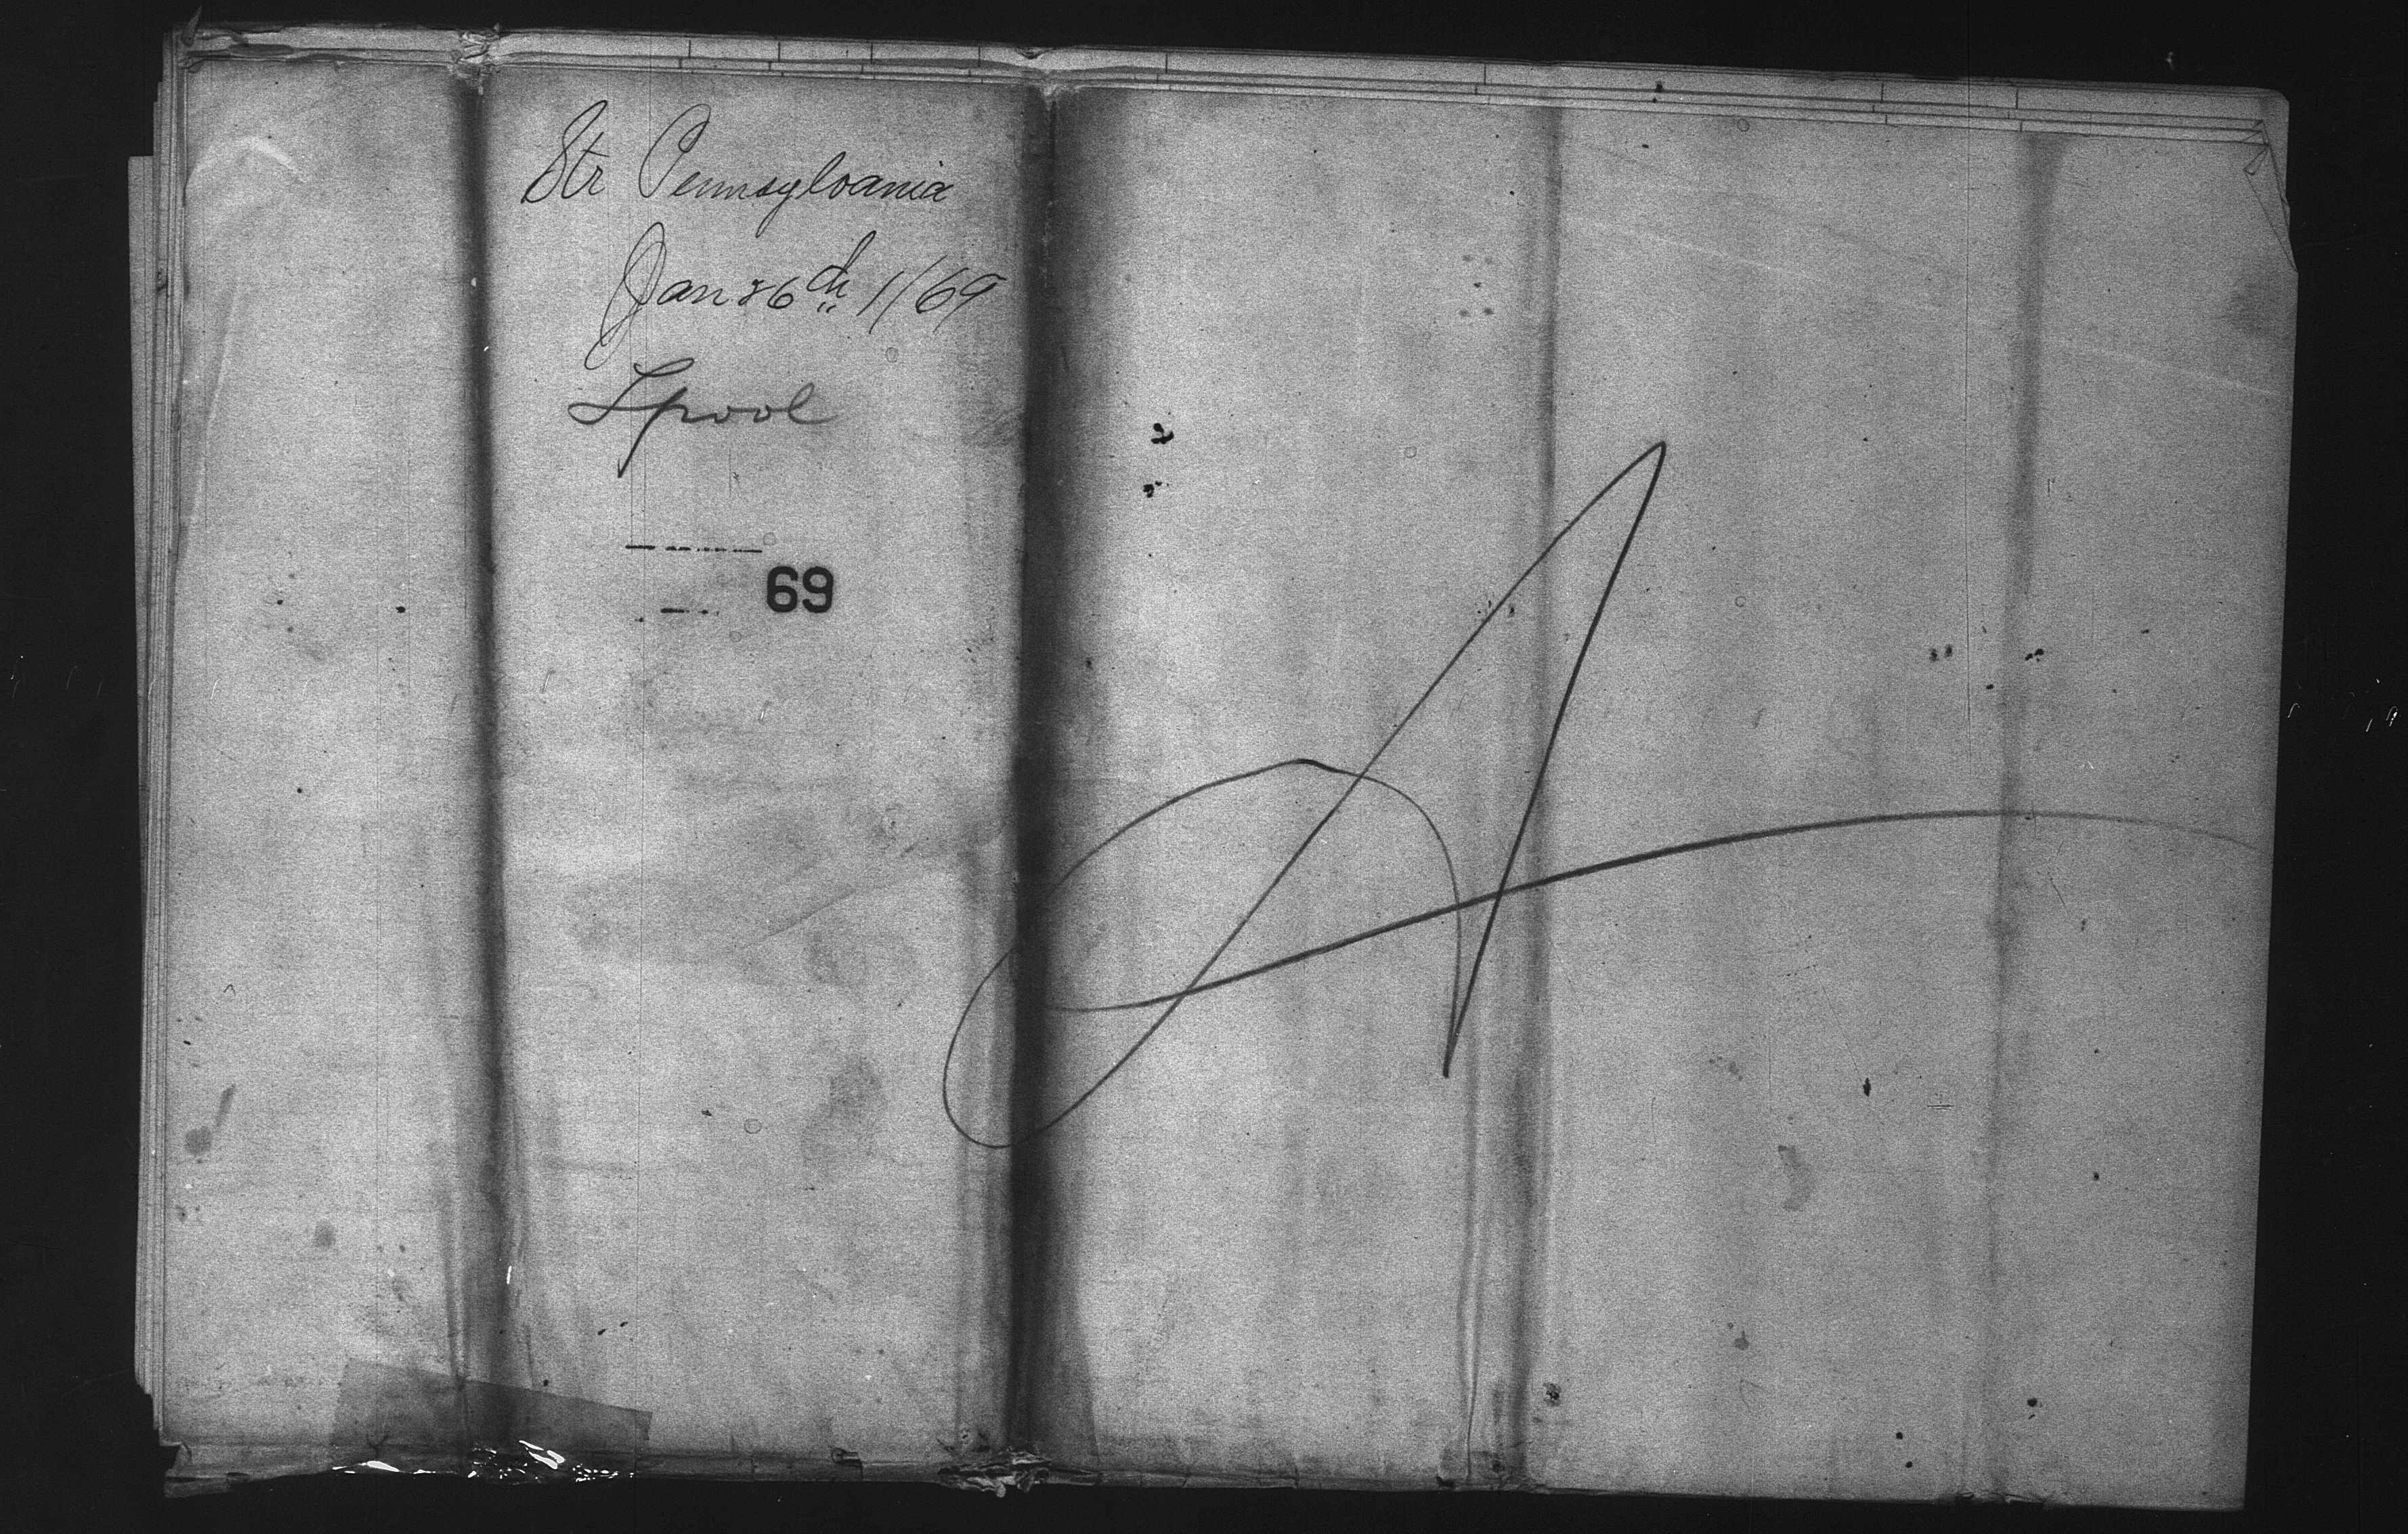 Str Pennsylvania
Jan 26th 1/69
Lpool
69
A